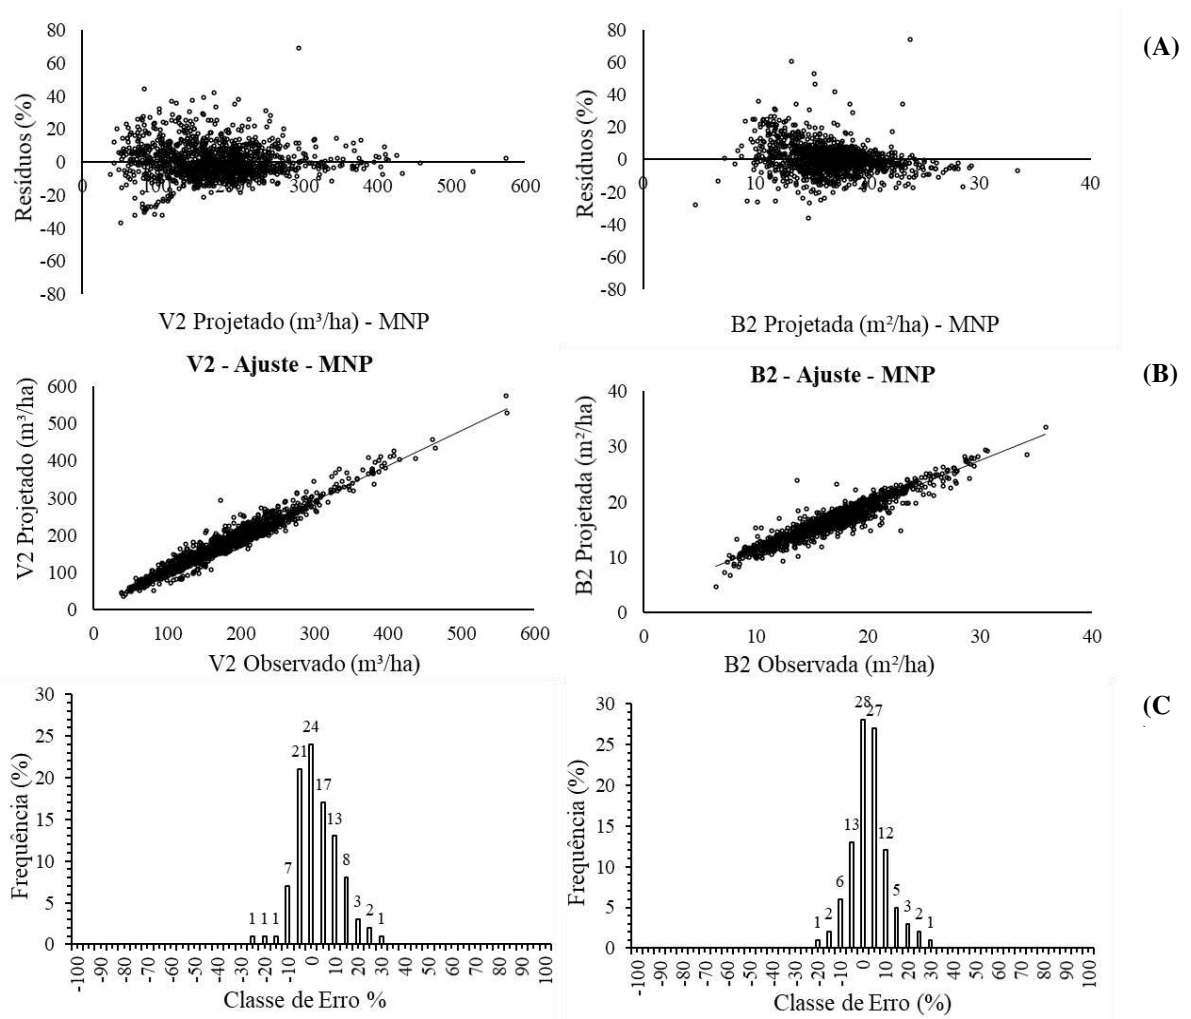 80
60
40
20
0
-20
-40
-60
-80
0 100 200 300 400 500 600
Resíduos (%)
V2 Projetado (m³/ha) - MNP
80
60
40
20
0
-20
-40
-60
-80
0 10 20 30 40
Resíduos (%)
B2 Projetada (m²/ha) - MNP
(A)
V2 - Ajuste - MNP
600
500
400
300
200
100
0
0 100 200 300 400 500 600
V2 Projetado (m³/ha)
V2 Observado (m³/ha)
B2 - Ajuste - MNP
40
30
20
10
0
0 10 20 30 40
B2 Projetada (m²/ha)
B2 Observada (m²/ha)
(B)
30
25
20
15
10
5
0
Frequência (%)
1 1 1 7 21 24 17 13 8 3 2 1
-100 -90 -80 -70 -60 -50 -40 -30 -20 -10 0 10 20 30 40 50 60 70 80 90 100
Classe de Erro %
30
25
20
15
10
5
0
Frequência (%)
1 2 6 13 28 27 12 5 3 2 1
-100 -90 -80 -70 -60 -50 -40 -30 -20 -10 0 10 20 30 40 50 60 70 80 90 100
Classe de Erro (%)
(C